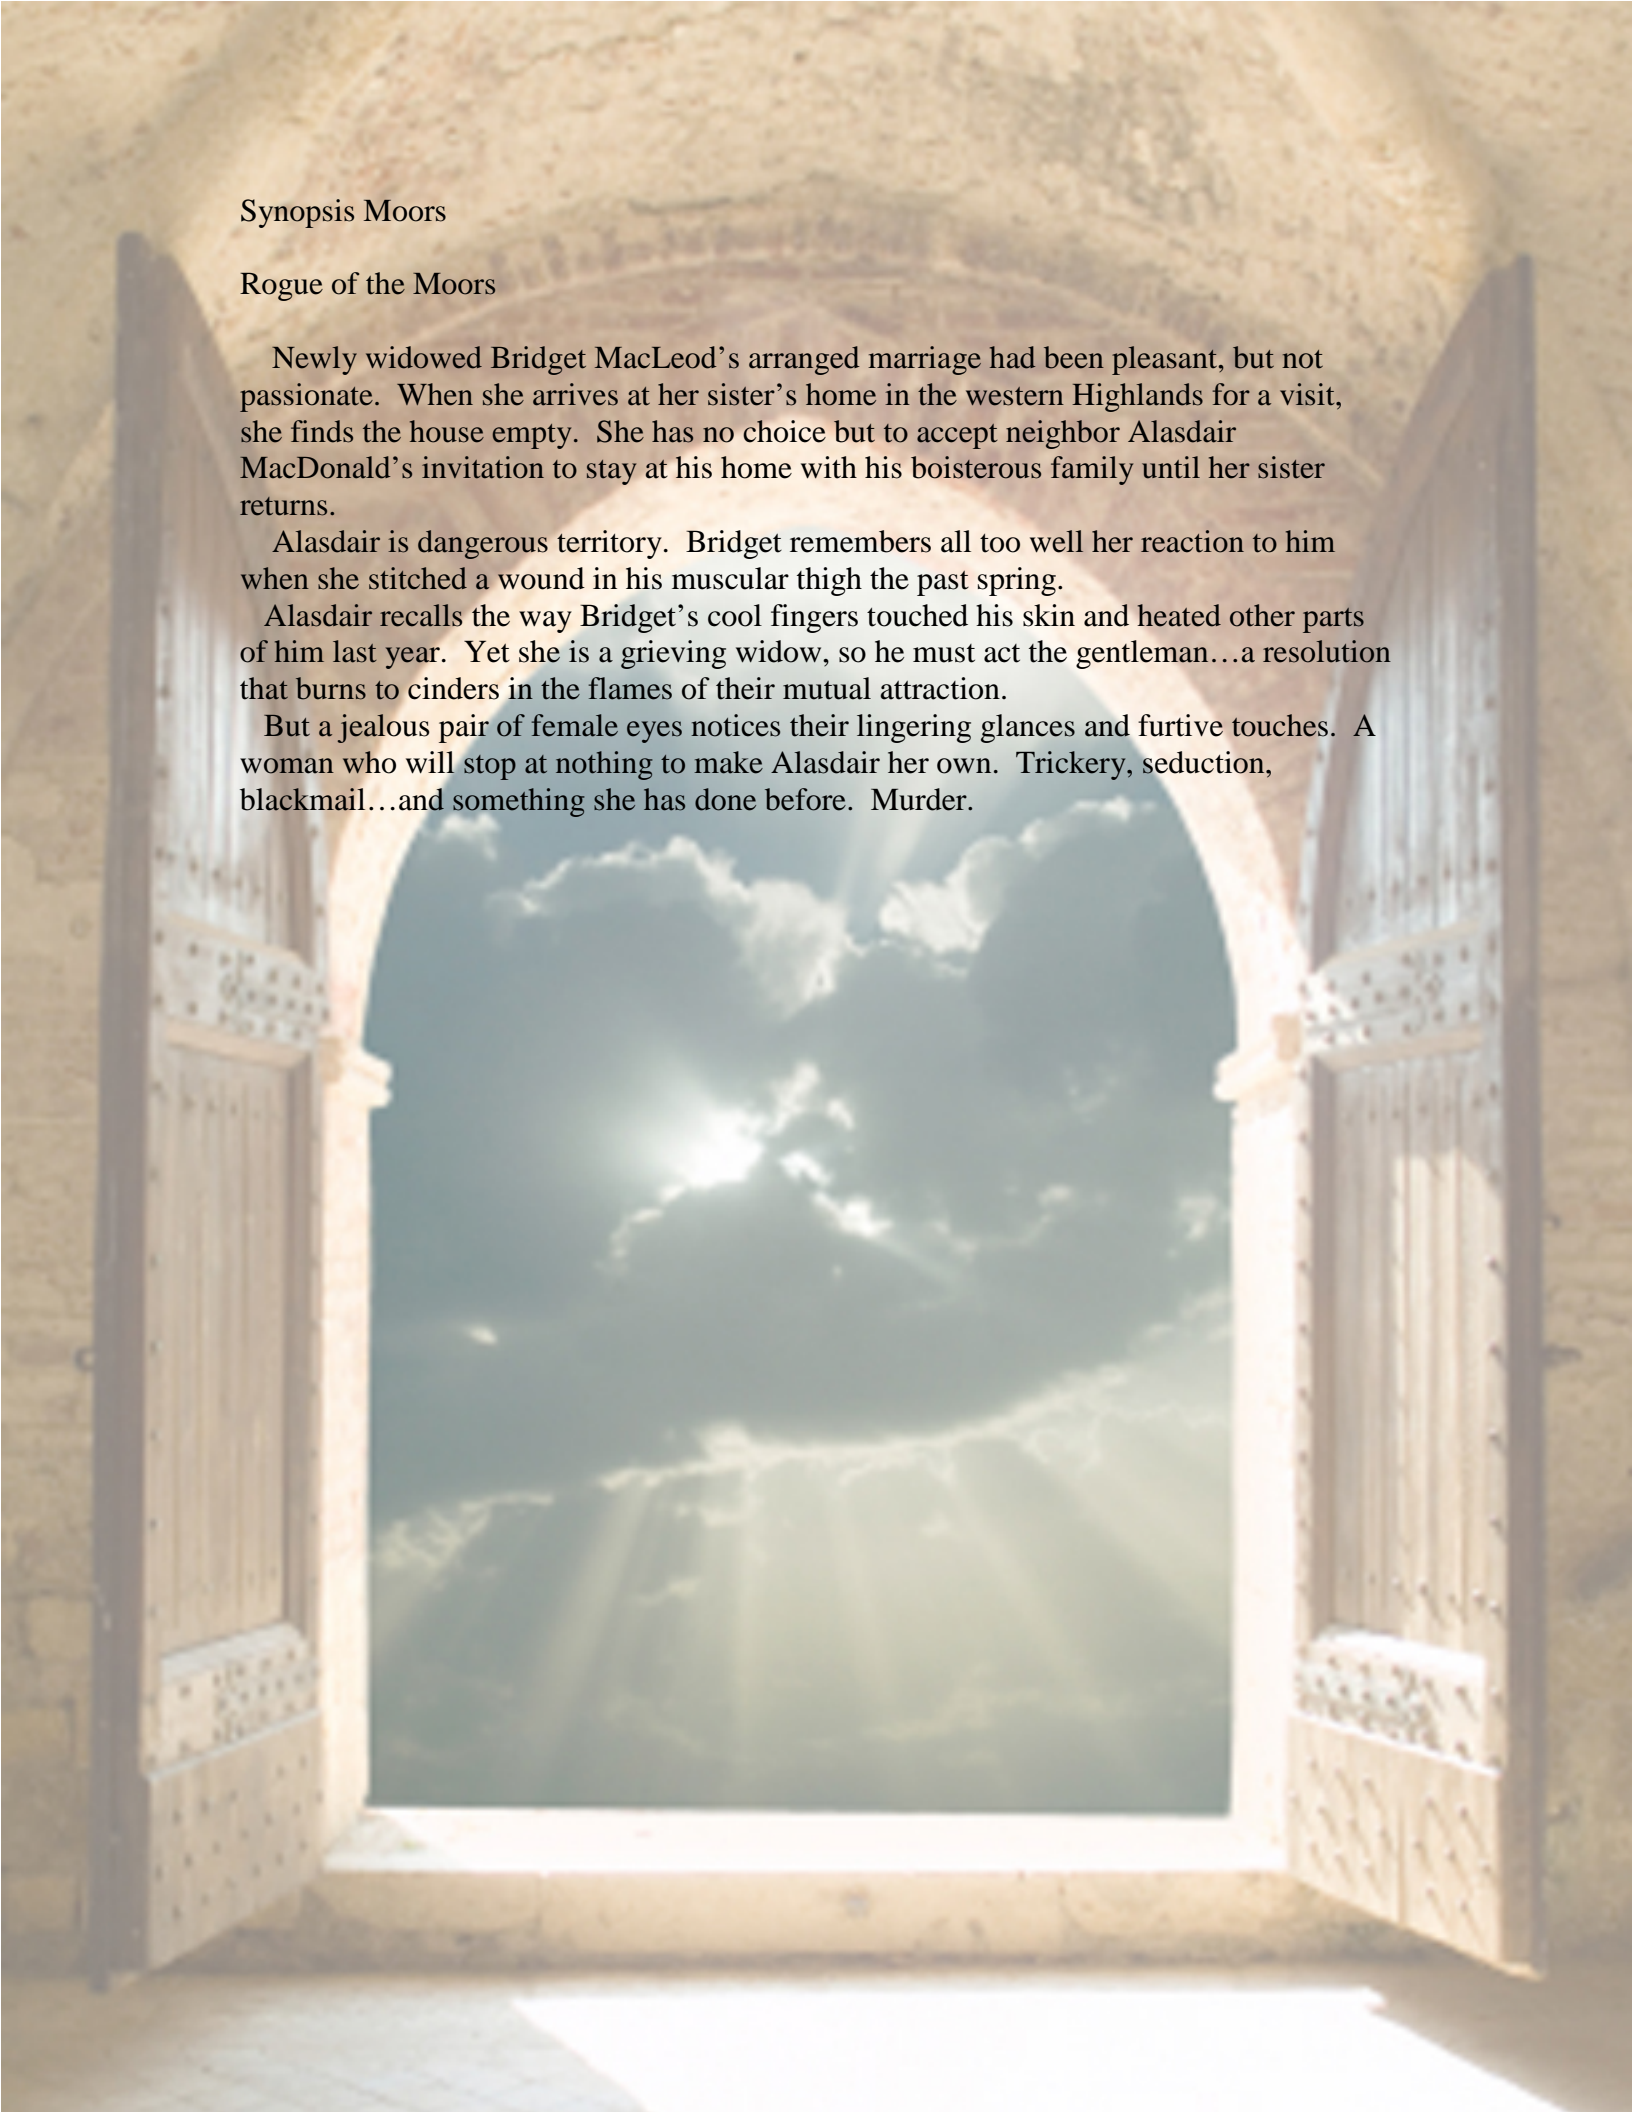 Synopsis Moors
Rogue of the Moors
Newly widowed Bridget MacLeod’s arranged marriage had been pleasant, but not
passionate.  When she arrives at her sister’s home in the western Highlands for a visit,
she finds the house empty.  She has no choice but to accept neighbor Alasdair
MacDonald’s invitation to stay at his home with his boisterous family until her sister
returns.
Alasdair is dangerous territory.  Bridget remembers all too well her reaction to him
when she stitched a wound in his muscular thigh the past spring.
Alasdair recalls the way Bridget’s cool fingers touched his skin and heated other parts
of him last year.  Yet she is a grieving widow, so he must act the gentleman…a resolution
that burns to cinders in the flames of their mutual attraction.
But a jealous pair of female eyes notices their lingering glances and furtive touches.  A
woman who will stop at nothing to make Alasdair her own.  Trickery, seduction,
blackmail…and something she has done before.  Murder.